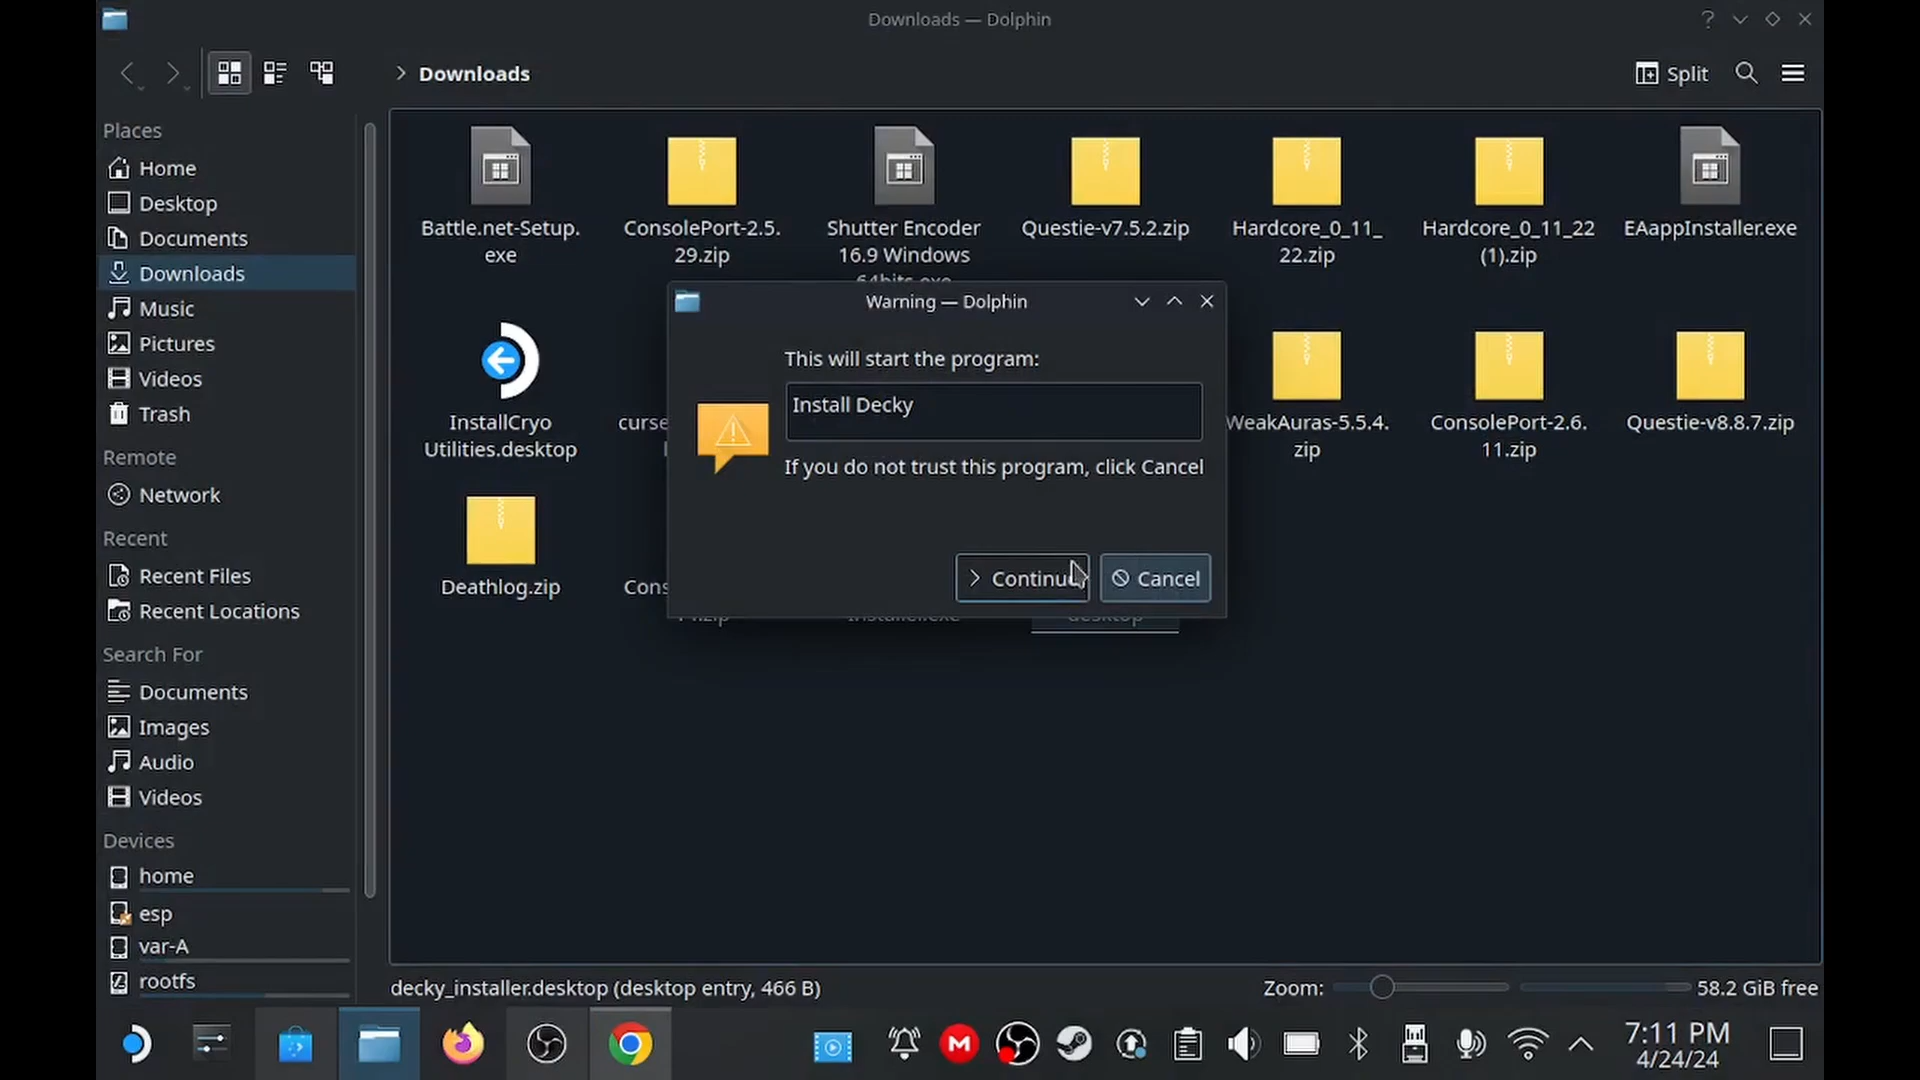 Downloads — Dolphin
Downloads
Split
Places
Home
Desktop
Documents
Downloads
Music
Pictures
Videos
Trash
Remote
Network
Recent
Recent Files
Recent Locations
Search For
Documents
Images
Audio
Videos
Devices
home
esp
var-A
rootfs
Battle.net-Setup.
exe
ConsolePort-2.5.
29.zip
Shutter Encoder
16.9 Windows
64bits.exe
Questie-v7.5.2.zip
Hardcore_0_11_
22.zip
Hardcore_0_11_22
(1).zip
EAappInstaller.exe
InstallCryo
Utilities.desktop
curse
WeakAuras-5.5.4.
zip
ConsolePort-2.6.
11.zip
Questie-v8.8.7.zip
Deathlog.zip
Cons
desktop
Warning — Dolphin
This will start the program:
Install Decky
If you do not trust this program, click Cancel
Continue
Cancel
decky_installer.desktop (desktop entry, 466 B)
Zoom:
58.2 GiB free
7:11 PM
4/24/24